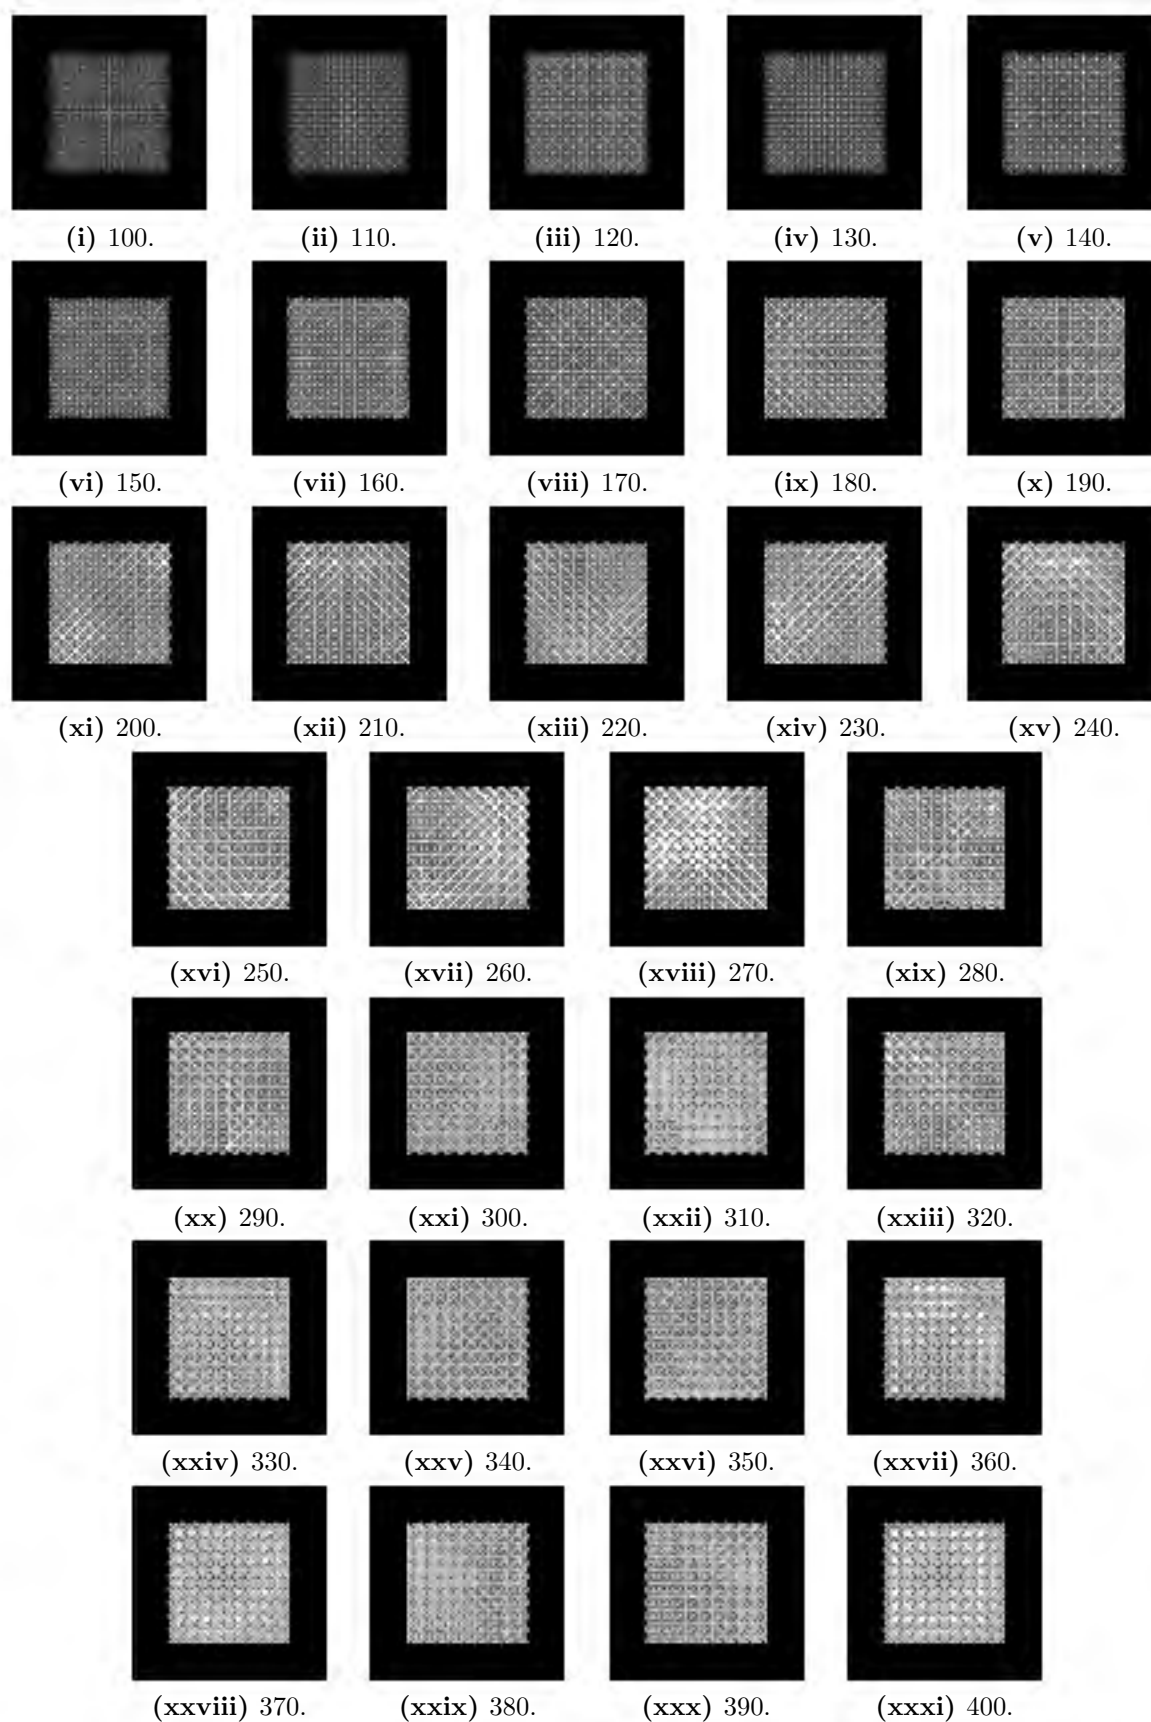 (i) 100. (ii) 110. (iii) 120. (iv) 130. (v) 140.
(vi) 150. (vii) 160. (viii) 170. (ix) 180. (x) 190.
(xi) 200. (xii) 210. (xiii) 220. (xiv) 230. (xv) 240.
(xvi) 250. (xvii) 260. (xviii) 270. (xix) 280.
(xx) 290. (xxi) 300. (xxii) 310. (xxiii) 320.
(xxiv) 330. (xxv) 340. (xxvi) 350. (xxvii) 360.
(xxviii) 370. (xxix) 380. (xxx) 390. (xxxi) 400.